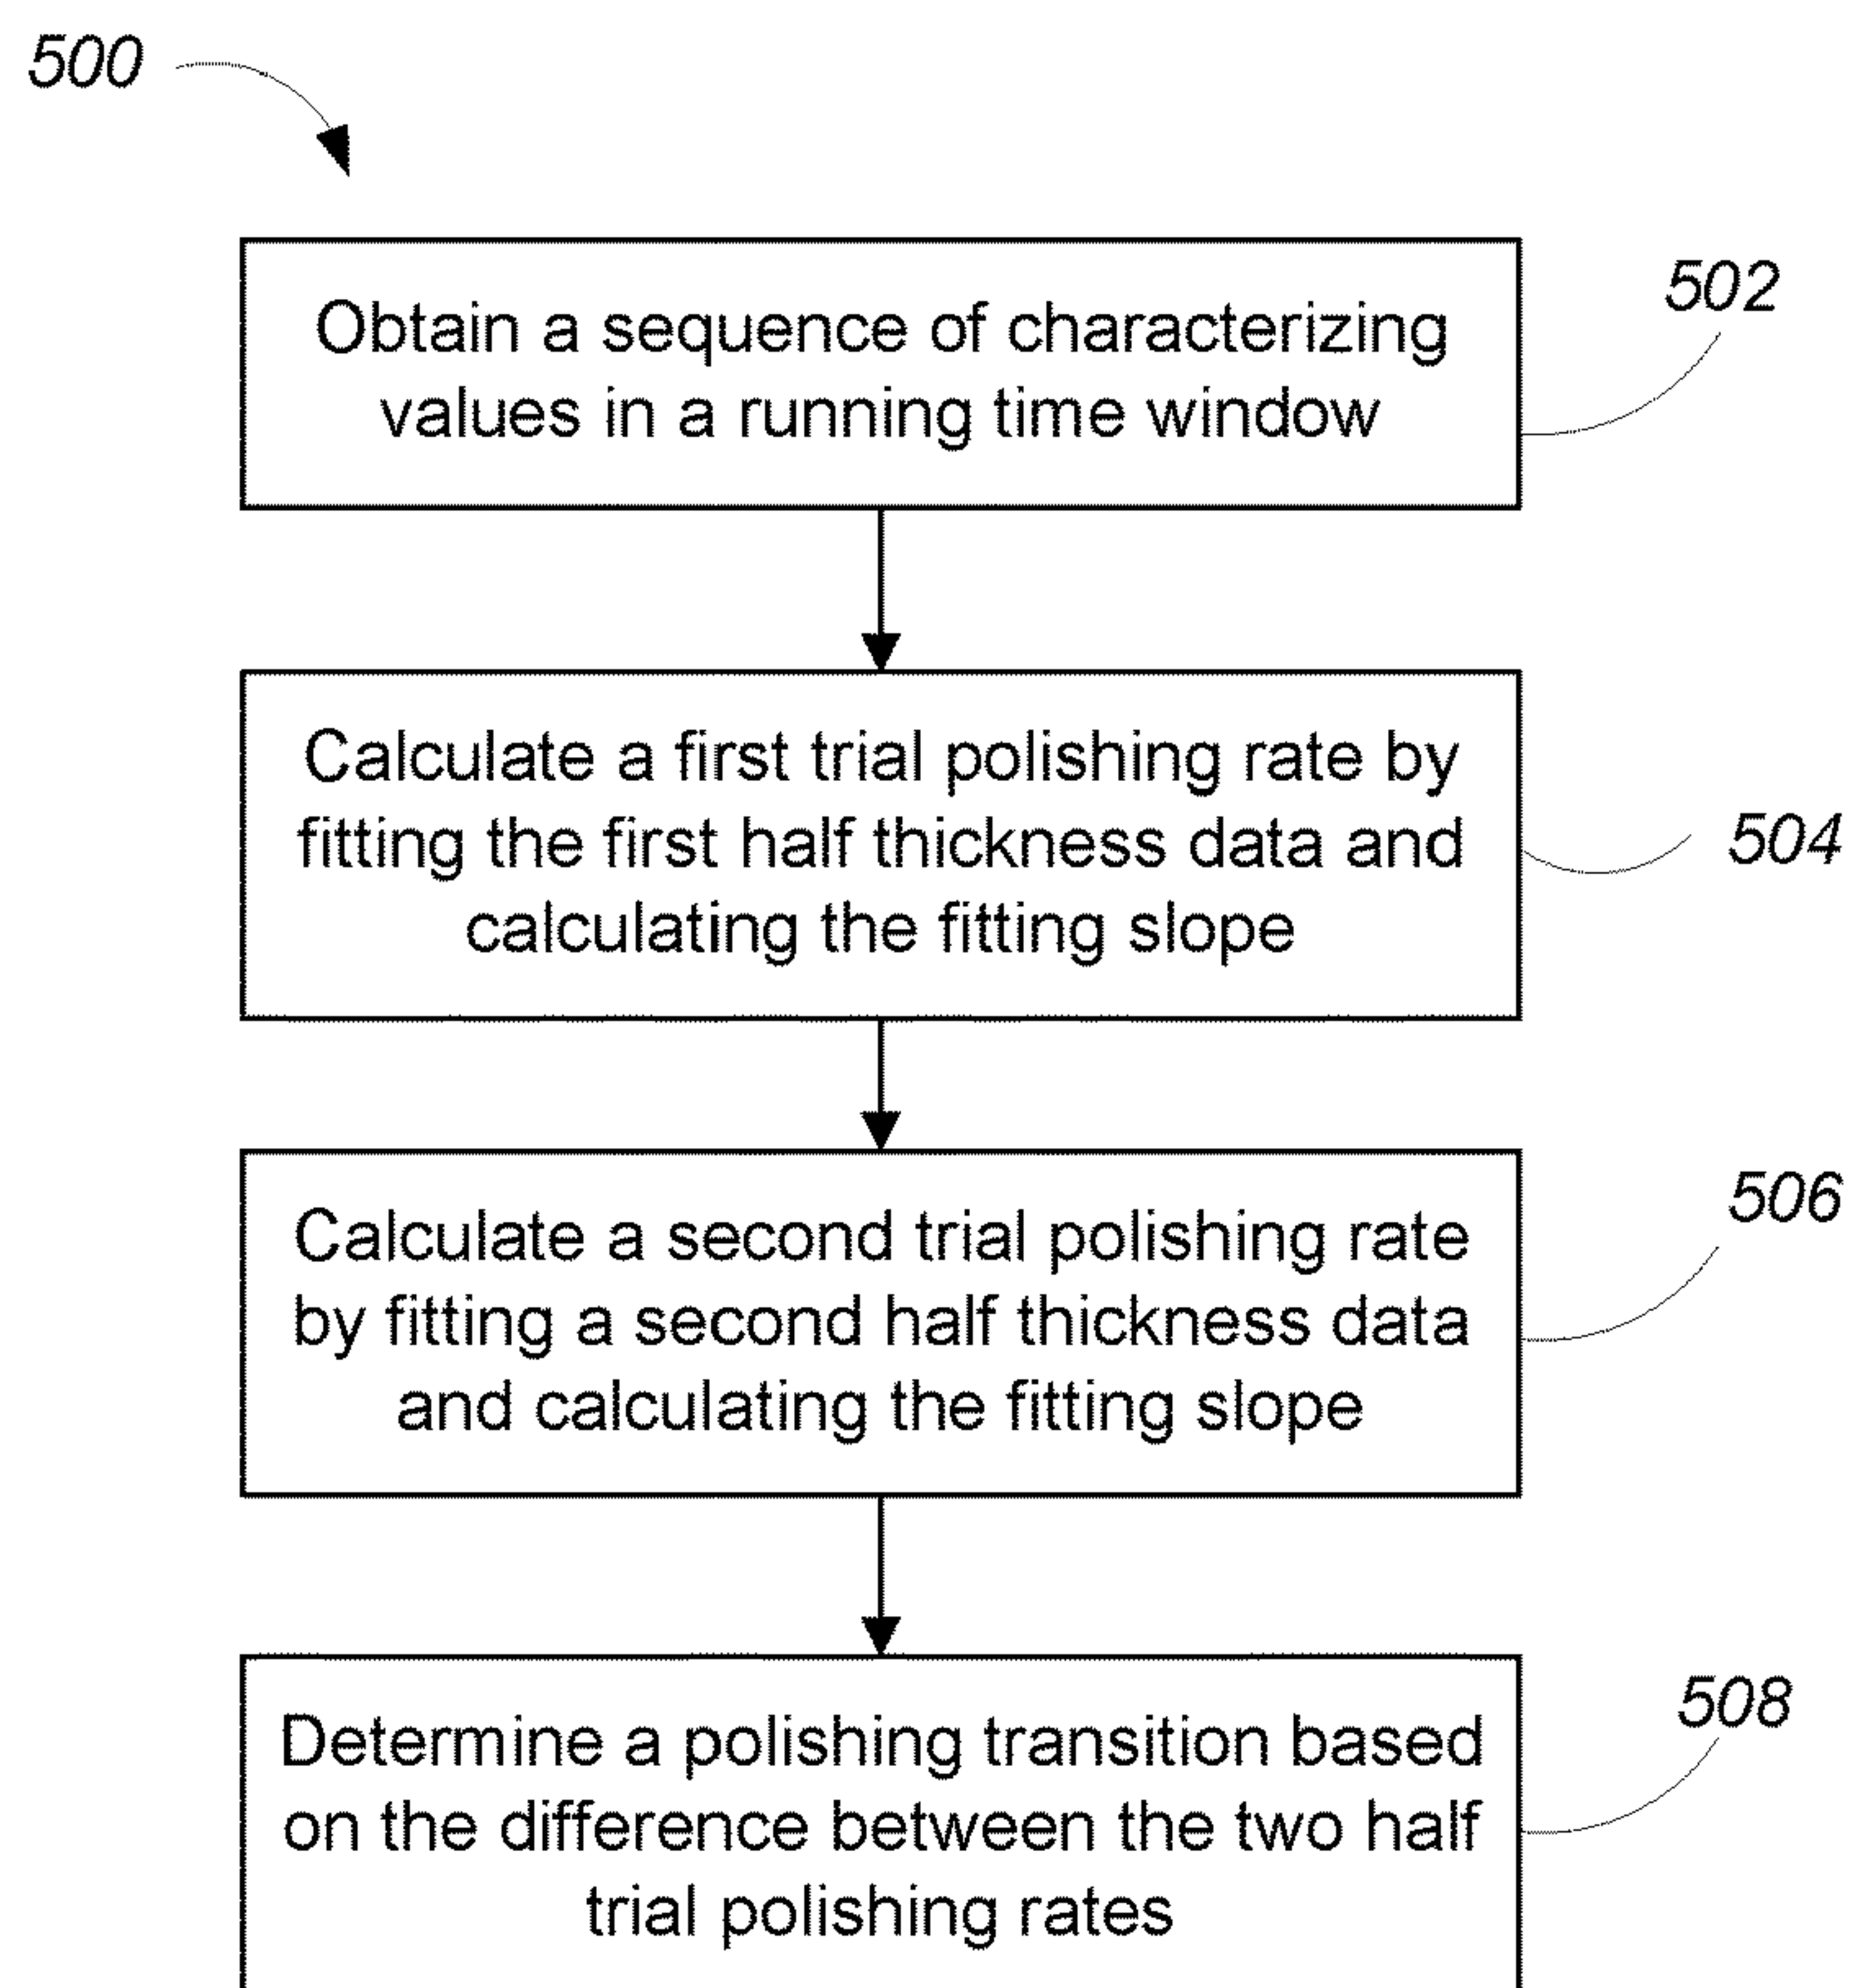 500
Obtain a sequence of characterizing
values in a running time window
502
Calculate a first trial polishing rate by
fitting the first half thickness data and
calculating the fitting slope
504
Calculate a second trial polishing rate
by fitting a second half thickness data
and calculating the fitting slope
506
Determine a polishing transition based
on the difference between the two half
trial polishing rates
508